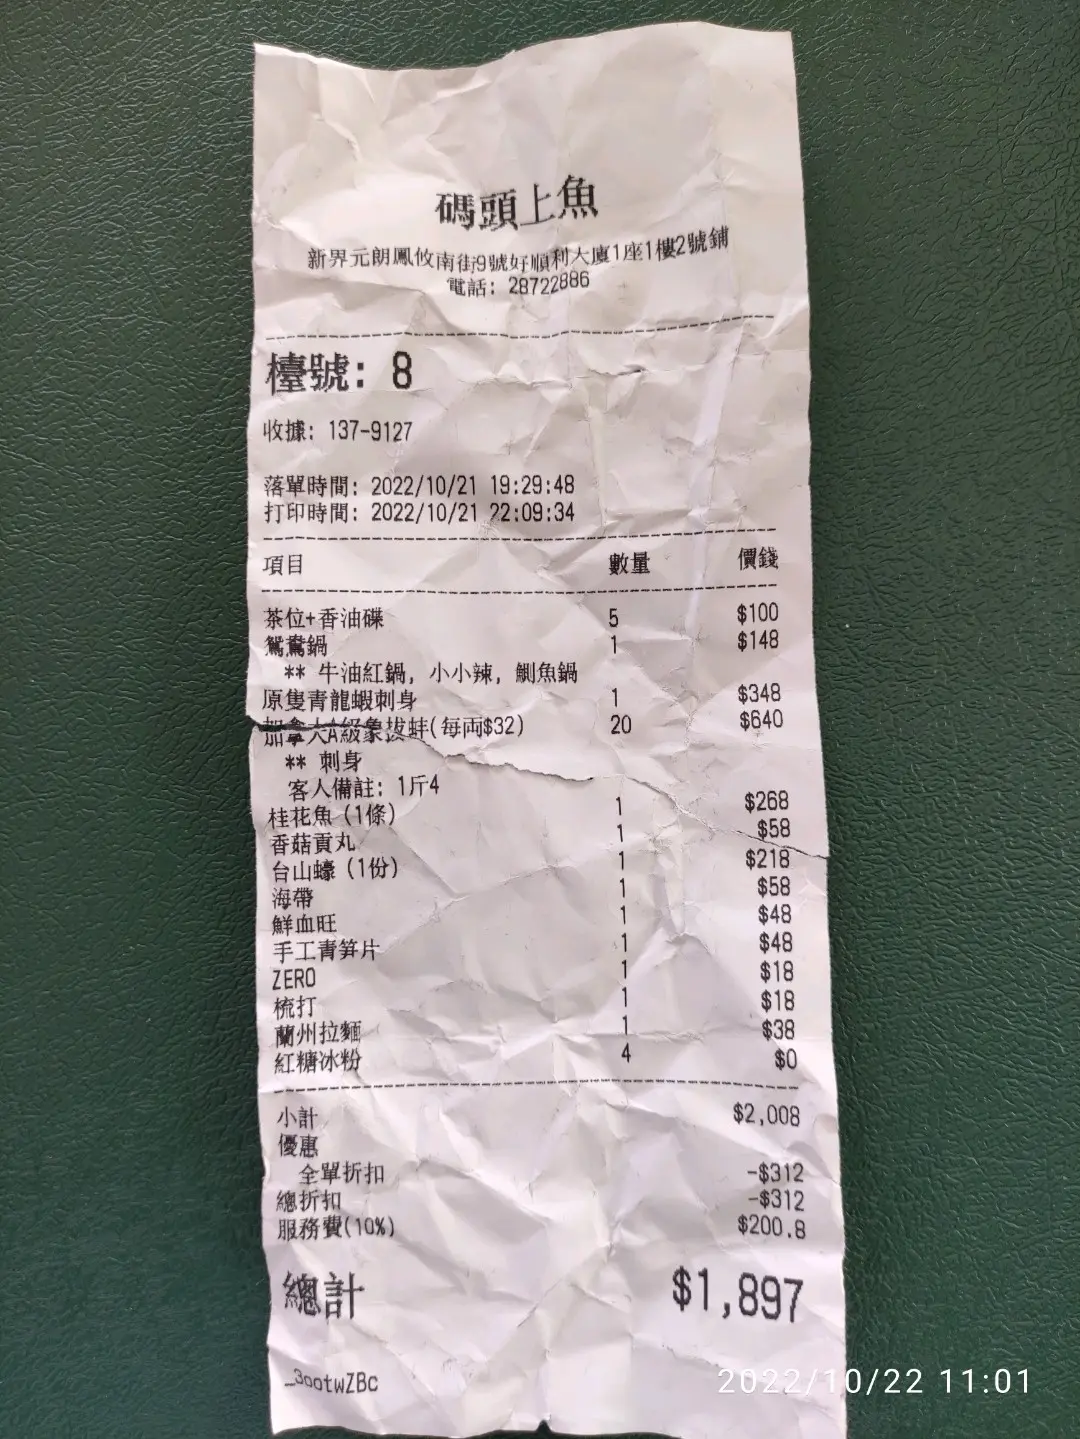 碼頭上魚
新界元朗鳳攸南街9號好順利大廈1座1樓2號鋪
電話: 28722886
檯號: 8
收據: 137-9127
落單時間: 2022/10/21 19:29:48
打印時間: 2022/10/21 22:09:34
項目 數量 價錢
茶位+香油碟 5 $100
鴛鴦鍋 1 $148
** 牛油紅鍋, 小小辣, 鯽魚鍋
原隻青龍蝦刺身 1 $348
加拿大A級象拔蚌(每両$32) 20 $640
** 刺身
客人備註: 1斤4
桂花魚 (1條) 1 $268
香菇貢丸 1 $58
台山蠔 (1份) 1 $218
海帶 1 $58
鮮血旺 1 $48
手工青笋片 1 $48
ZERO 1 $18
梳打 1 $18
蘭州拉麵 1 $38
紅糖冰粉 4 $0
小計 $2,008
優惠
全單折扣 -$312
總折扣 -$312
服務費(10%) $200.8
總計 $1,897
_3ootwZBc
2022/10/22 11:01